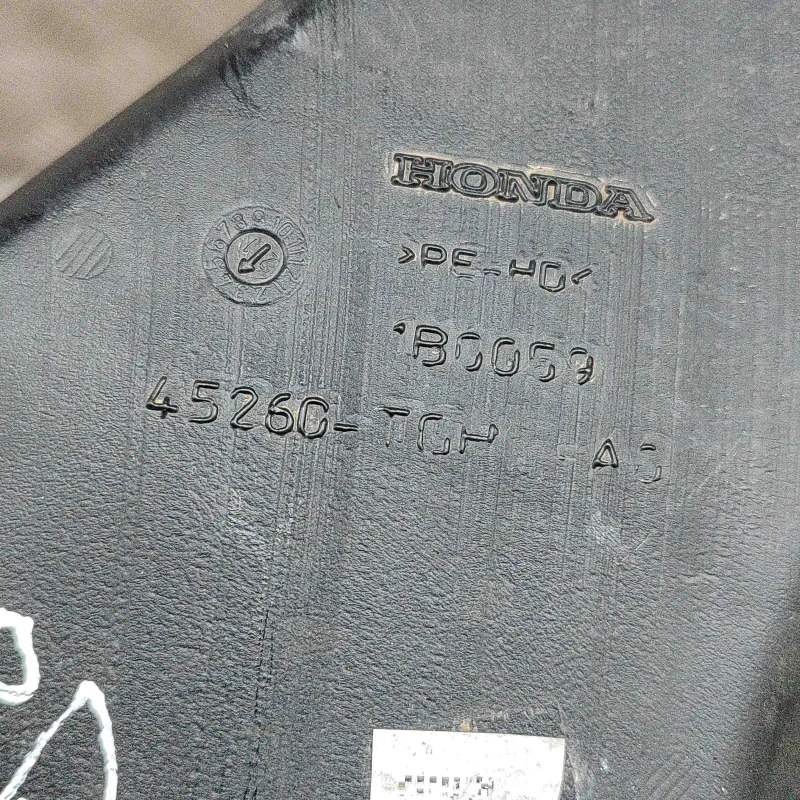 HONDA
>PE-HD<
1B0059
45260-TGH -A0